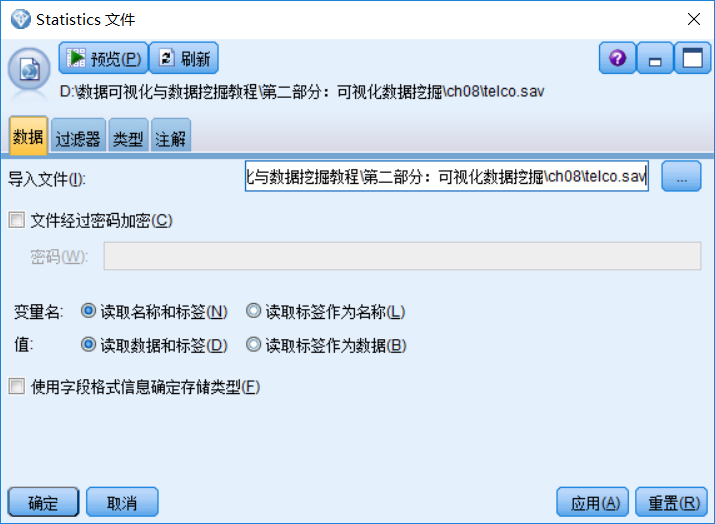 Statistics 文件
预览(P) 刷新
D:\数据可视化与数据挖掘教程\第二部分：可视化数据挖掘\ch08\telco.sav
数据 过滤器 类型 注解
导入文件(I): 化与数据挖掘教程\第二部分：可视化数据挖掘\ch08\telco.sav ...
文件经过密码加密(C)
密码(W):
变量名: 读取名称和标签(N) 读取标签作为名称(L)
值: 读取数据和标签(D) 读取标签作为数据(B)
使用字段格式信息确定存储类型(F)
确定 取消 应用(A) 重置(R)